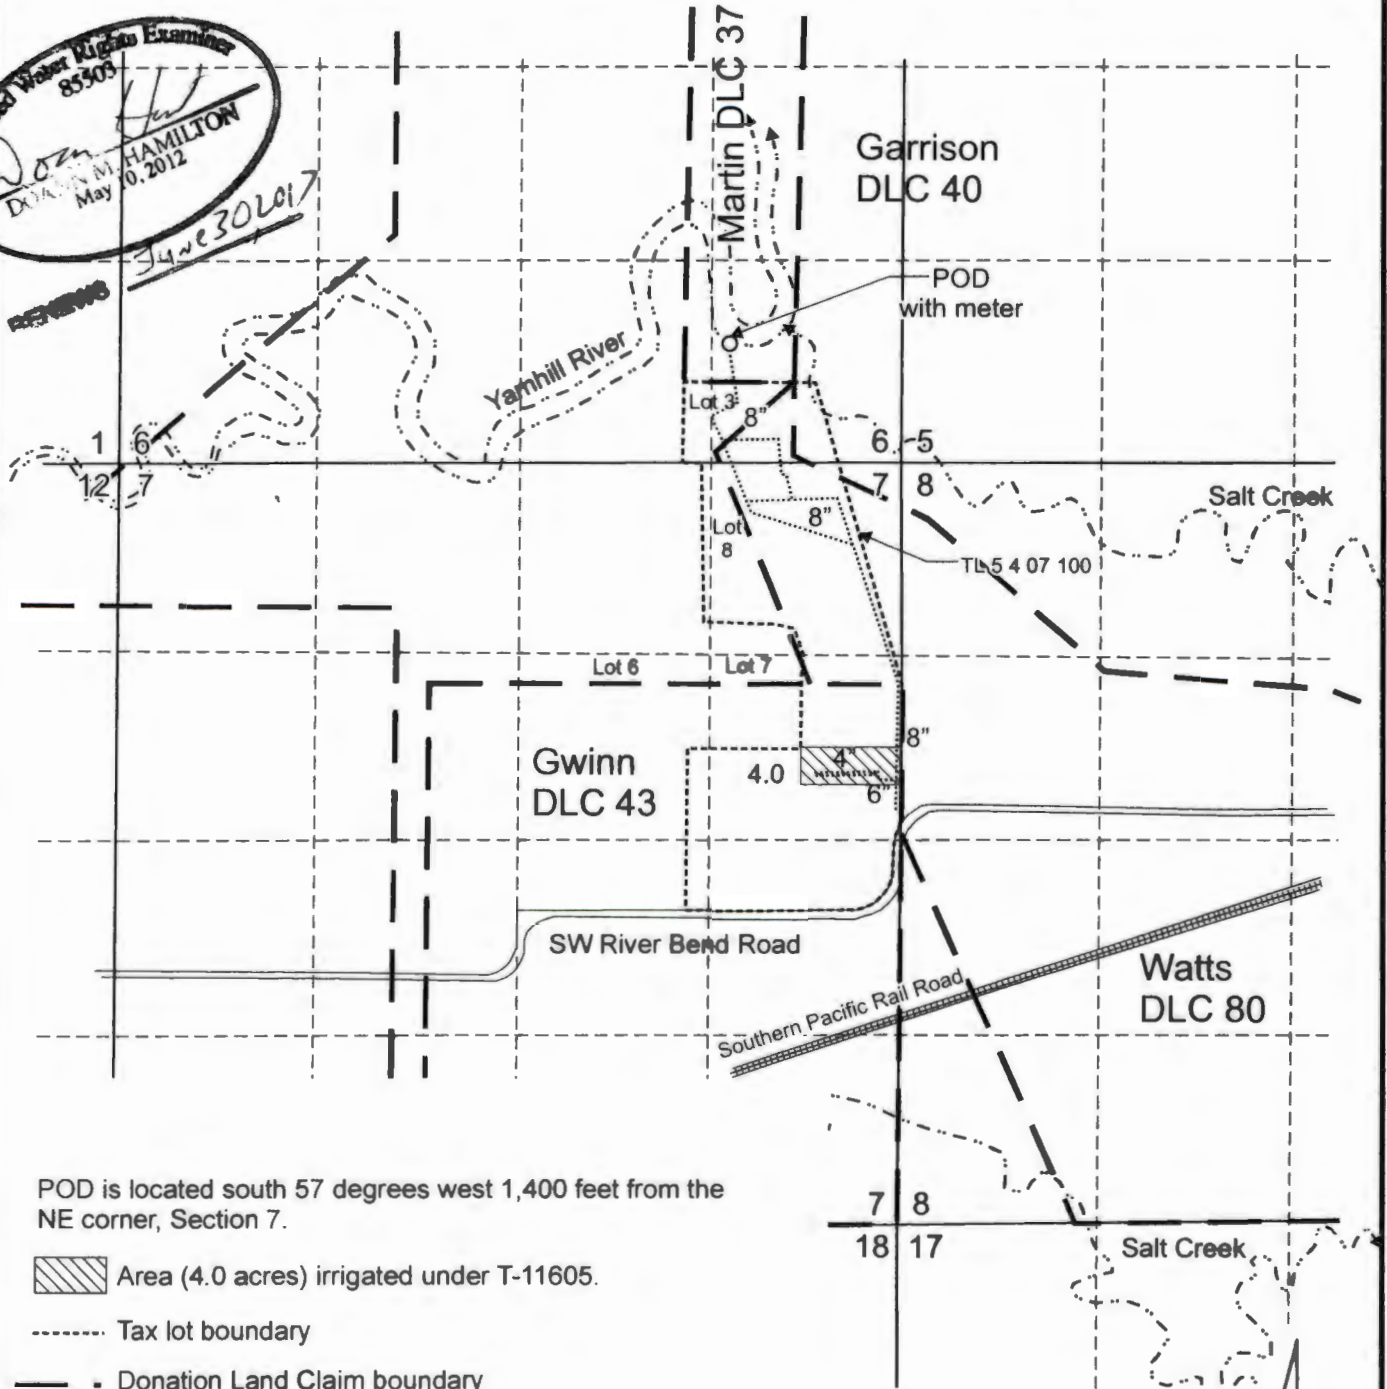 Water Rights Examiner
85503
DOANN M. HAMILTON
May 10, 2012
June 30 2017
RENEWS
Martin DLC 37
Garrison
DLC 40
POD
with meter
Yamhill River
Lot 3
8”
1 6
12 7
6 5
7 8
Salt Creek
Lot
8
8”
TL 5 4 07 100
Lot 6
Lot 7
8”
Gwinn
DLC 43
4.0
4”
6”
SW River Bend Road
Southern Pacific Rail Road
Watts
DLC 80
7 8
18 17
Salt Creek
POD is located south 57 degrees west 1,400 feet from the
NE corner, Section 7.
Area (4.0 acres) irrigated under T-11605.
Tax lot boundary
Donation Land Claim boundary